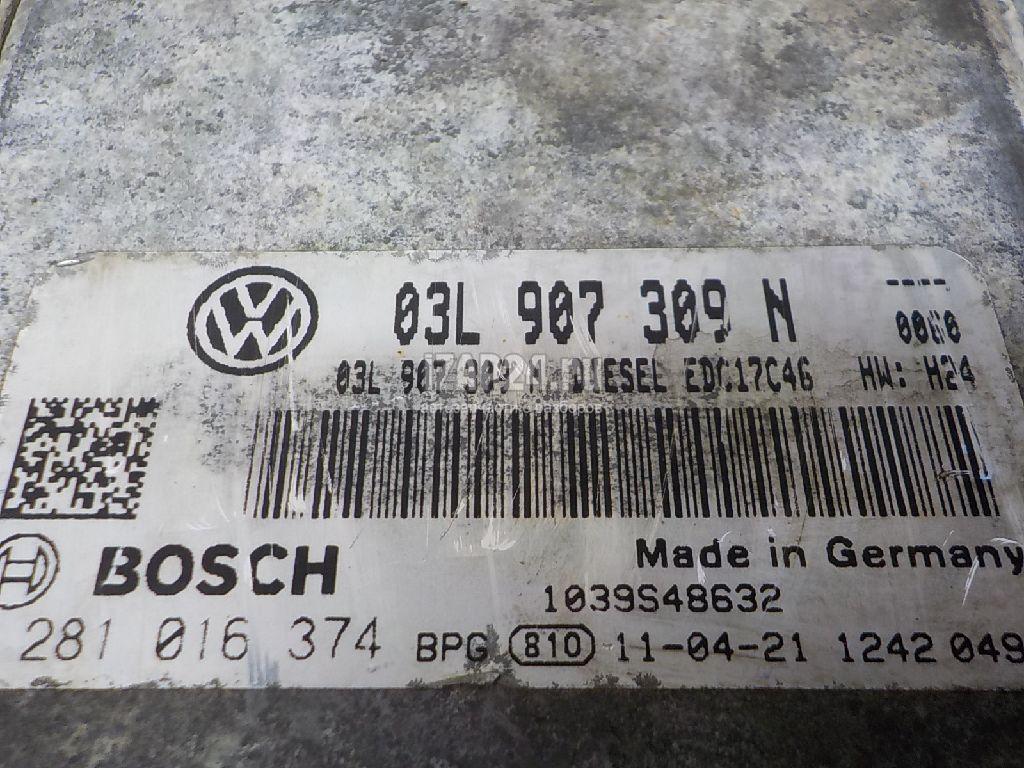 03L 907 309 N
03L 907 309 N DIESEL EDC17C46 HW: H24
BOSCH
Made in Germany
1039S48632
281 016 374 BPG 810 11-04-21 1242 049